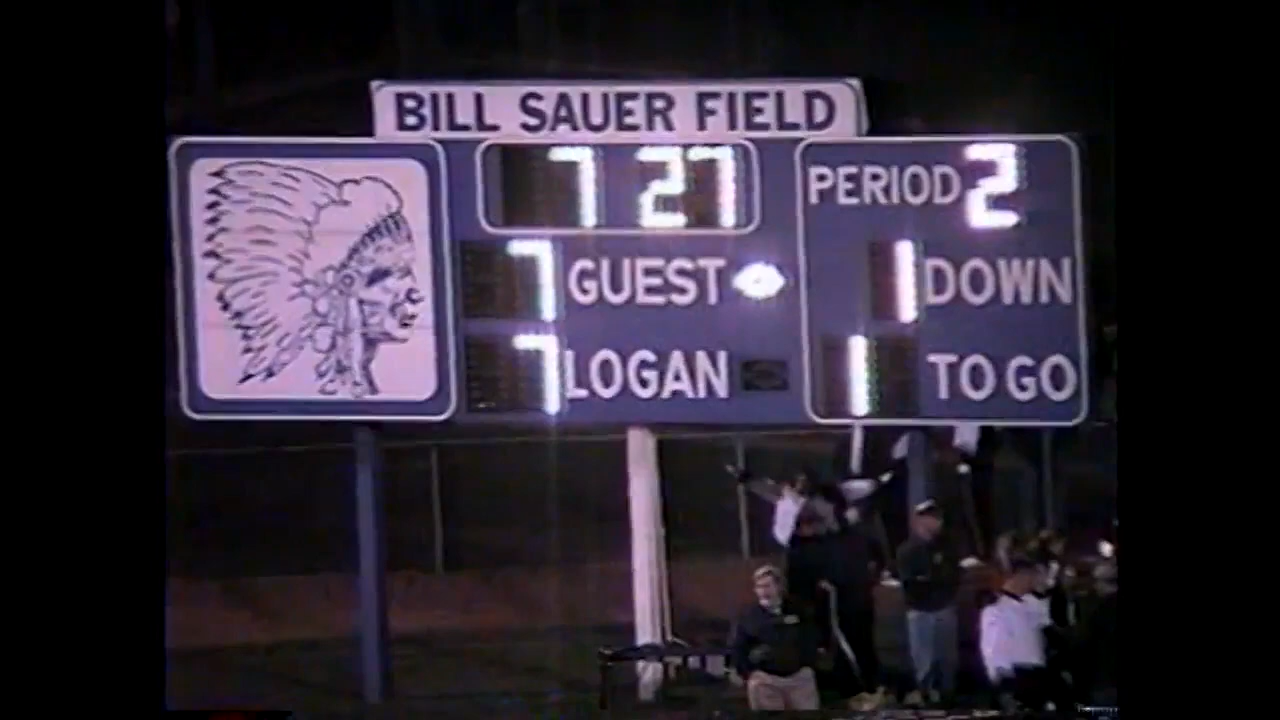 BILL SAUER FIELD
7 27
PERIOD 2
7 GUEST
1 DOWN
7 LOGAN
1 TO GO